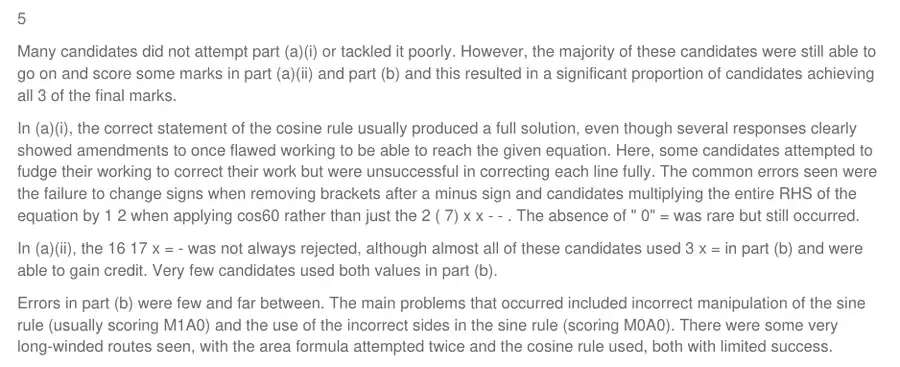 5
Many candidates did not attempt part (a)(i) or tackled it poorly. However, the majority of these candidates were still able to
go on and score some marks in part (a)(ii) and part (b) and this resulted in a significant proportion of candidates achieving
all 3 of the final marks.
In (a)(i), the correct statement of the cosine rule usually produced a full solution, even though several responses clearly
showed amendments to once flawed working to be able to reach the given equation. Here, some candidates attempted to
fudge their working to correct their work but were unsuccessful in correcting each line fully. The common errors seen were
the failure to change signs when removing brackets after a minus sign and candidates multiplying the entire RHS of the
equation by 1 2 when applying cos60 rather than just the 2 ( 7) x x - - . The absence of " 0" = was rare but still occurred.
In (a)(ii), the 16 17 x = - was not always rejected, although almost all of these candidates used 3 x = in part (b) and were
able to gain credit. Very few candidates used both values in part (b).
Errors in part (b) were few and far between. The main problems that occurred included incorrect manipulation of the sine
rule (usually scoring M1A0) and the use of the incorrect sides in the sine rule (scoring M0A0). There were some very
long-winded routes seen, with the area formula attempted twice and the cosine rule used, both with limited success.